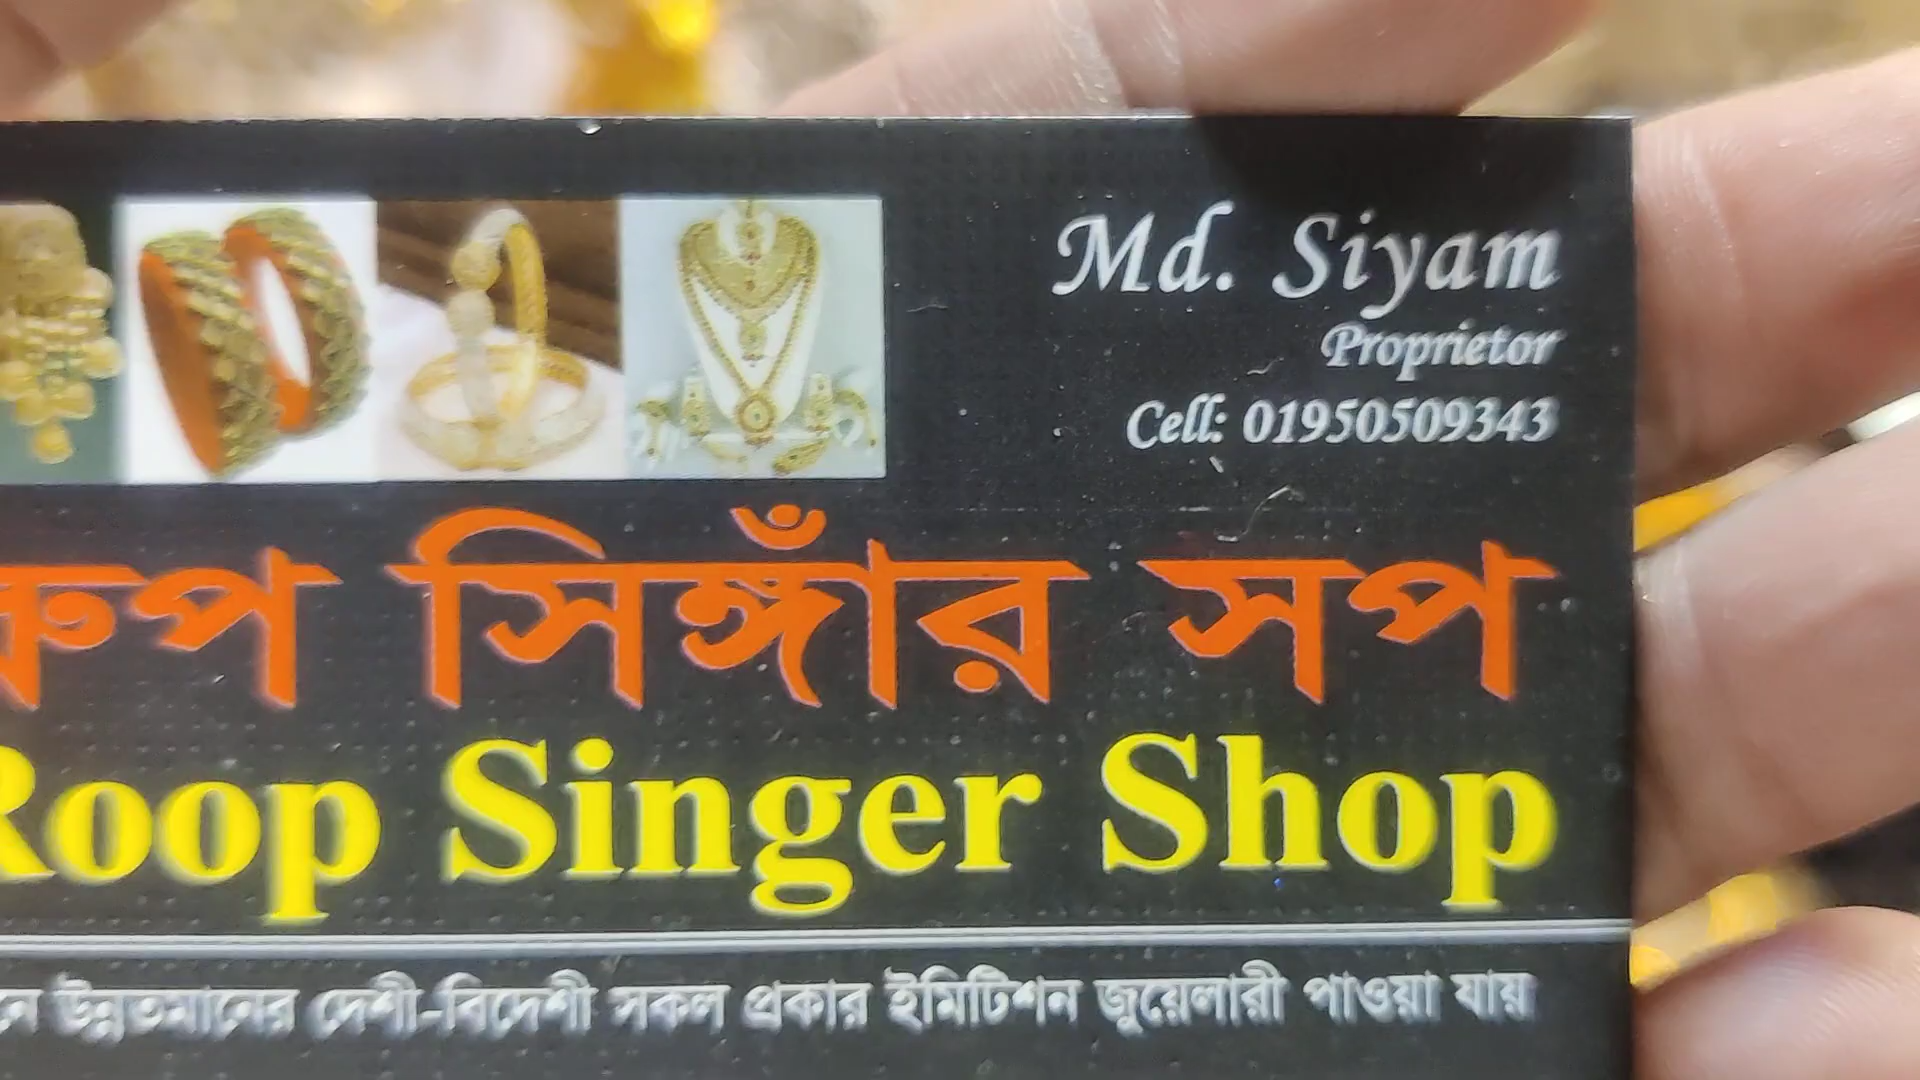 Md. Siyam
Proprietor
Cell: 01950509343
রুপ সিঙ্গাঁর সপ
Roop Singer Shop
উন্নতমানের দেশী-বিদেশী সকল প্রকার ইমিটিশন জুয়েলারী পাওয়া যায়